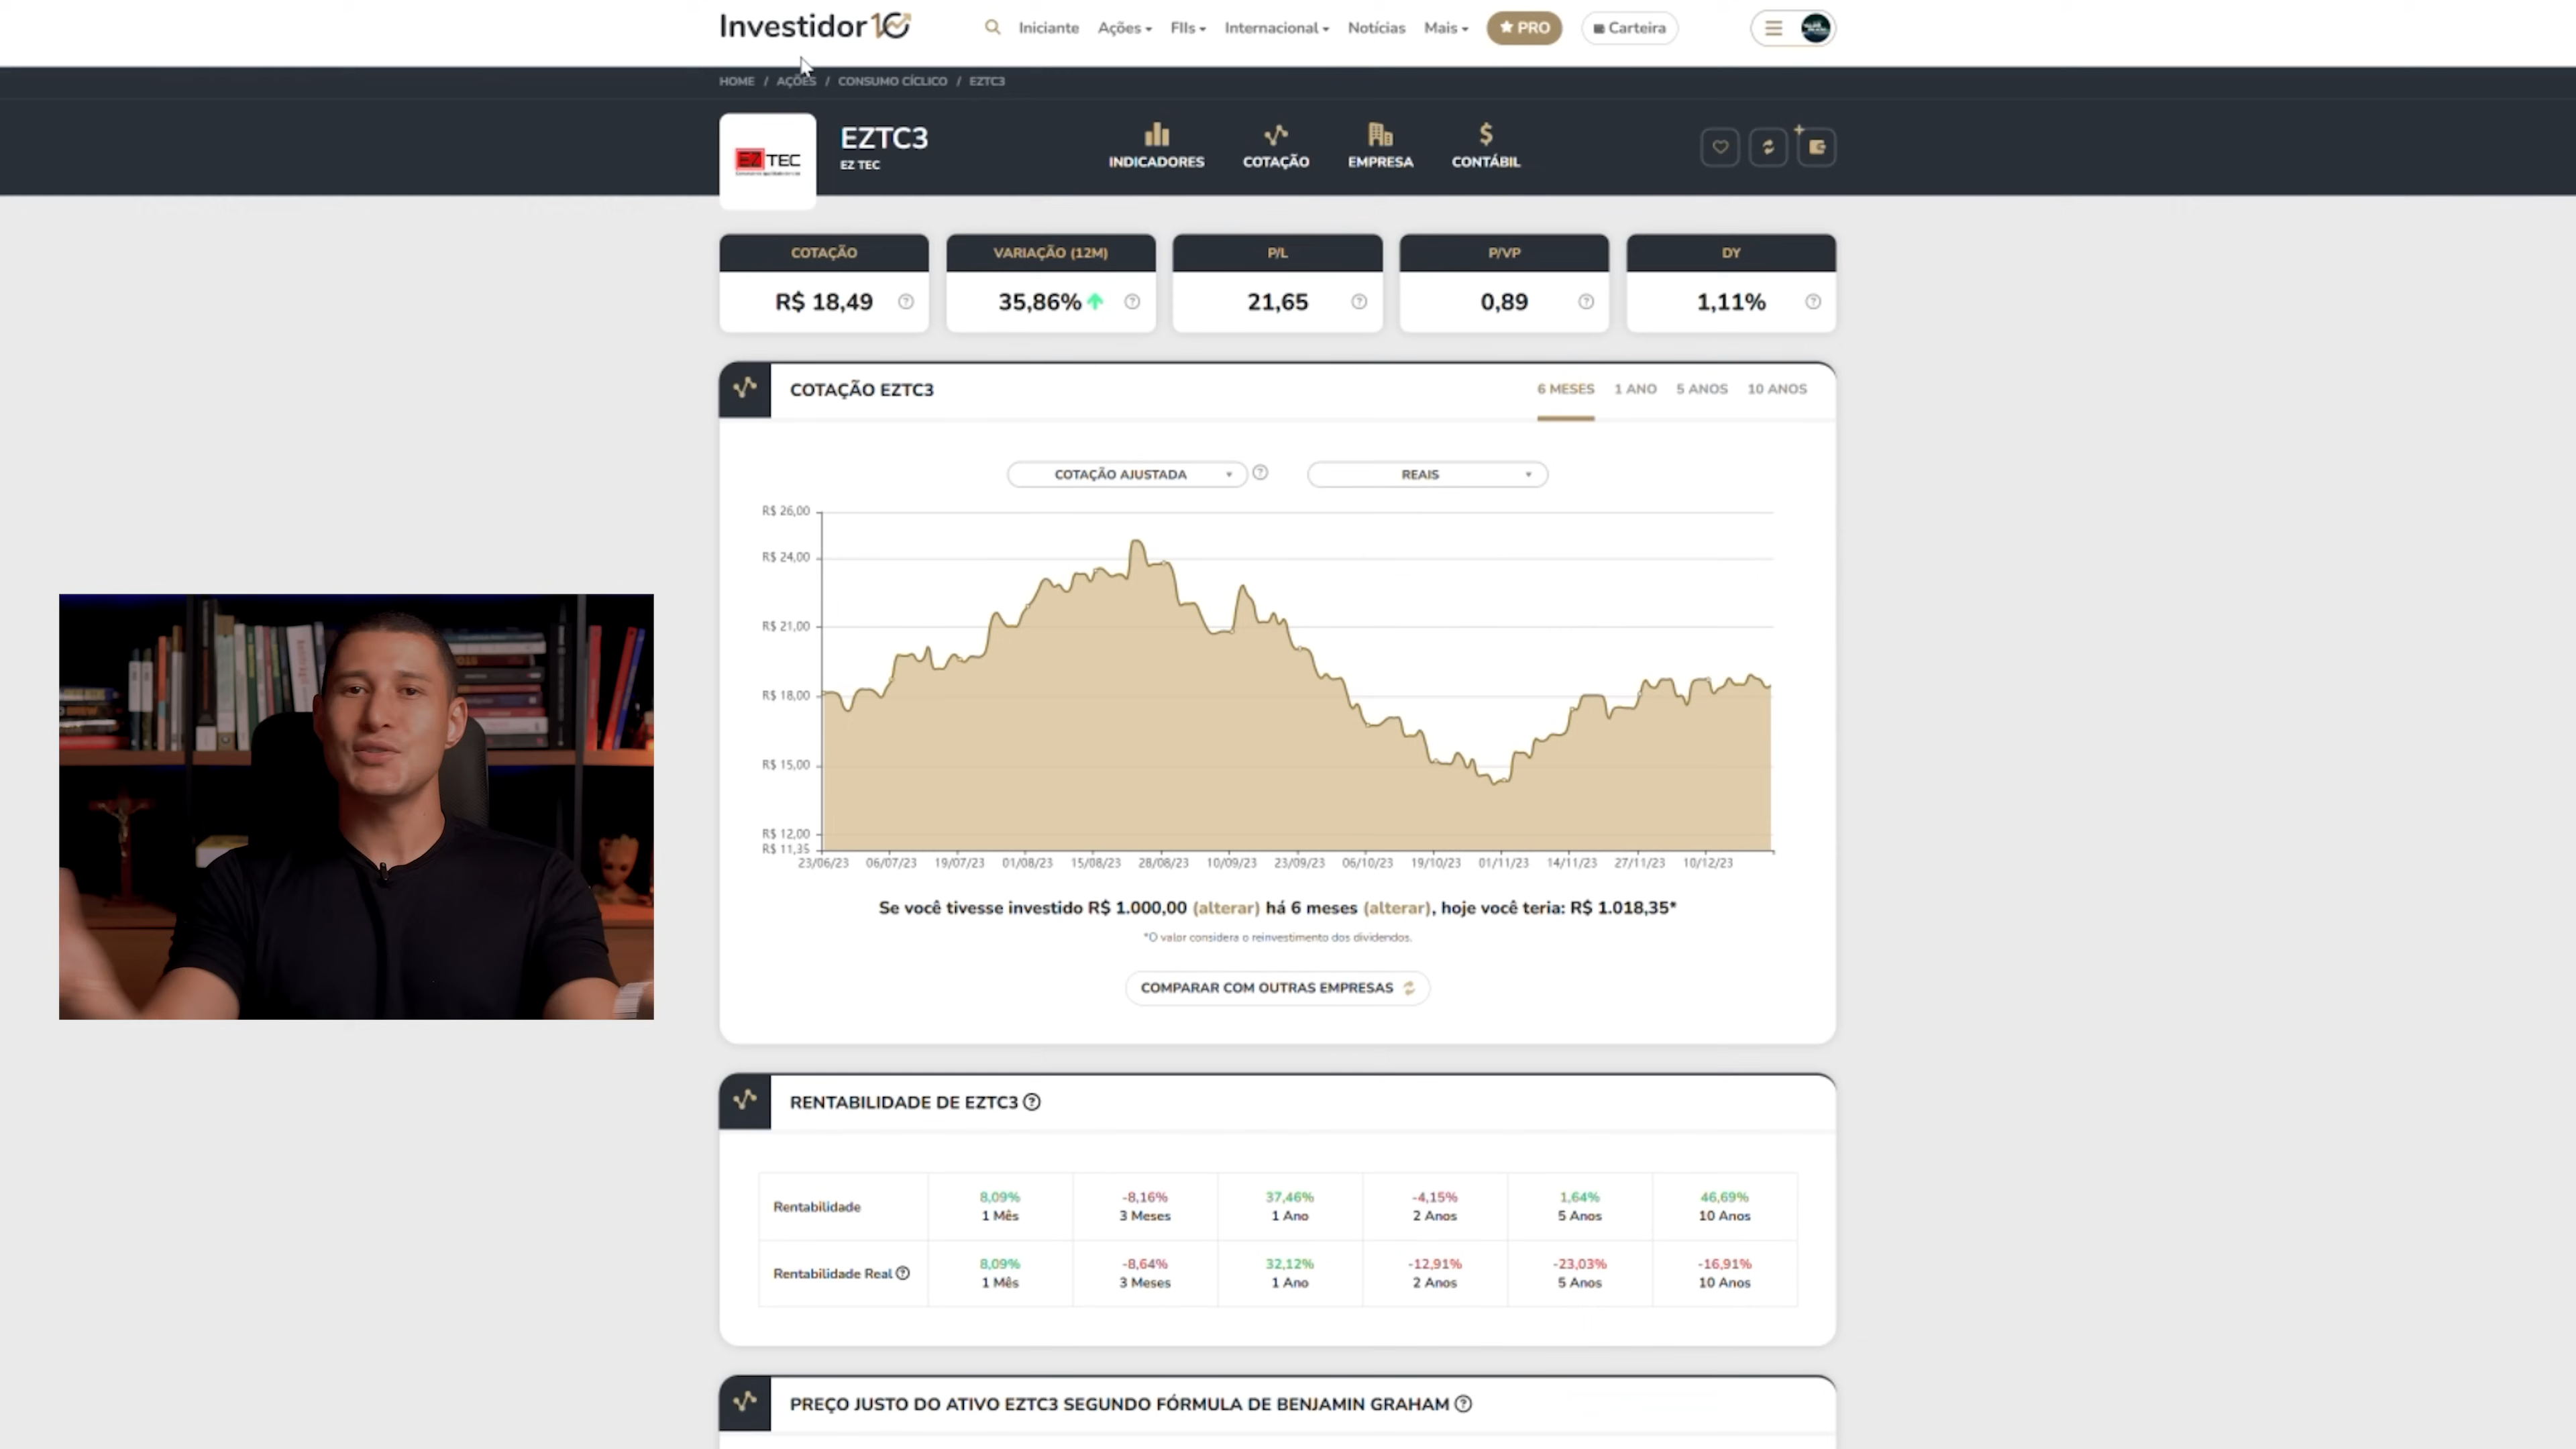 Investidor 10
Iniciante Ações FIIs Internacional Notícias Mais PRO Carteira
HOME / AÇÕES / CONSUMO CÍCLICO / EZTC3
EZ TEC
EZTC3
EZ TEC
INDICADORES COTAÇÃO EMPRESA CONTÁBIL
COTAÇÃO VARIAÇÃO (12M) P/L P/VP DY
R$ 18,49 35,86% 21,65 0,89 1,11%
COTAÇÃO EZTC3
6 MESES 1 ANO 5 ANOS 10 ANOS
COTAÇÃO AJUSTADA REAIS
R$ 26,00
R$ 24,00
R$ 21,00
R$ 18,00
R$ 15,00
R$ 12,00
R$ 11,35
23/06/23 06/07/23 19/07/23 01/08/23 15/08/23 28/08/23 10/09/23 23/09/23 06/10/23 19/10/23 01/11/23 14/11/23 27/11/23 10/12/23
Se você tivesse investido R$ 1.000,00 (alterar) há 6 meses (alterar), hoje você teria: R$ 1.018,35*
*O valor considera o reinvestimento dos dividendos.
COMPARAR COM OUTRAS EMPRESAS
RENTABILIDADE DE EZTC3
Rentabilidade
8,09% -8,16% 37,46% -4,15% 1,64% 46,69%
1 Mês 3 Meses 1 Ano 2 Anos 5 Anos 10 Anos
Rentabilidade Real
8,09% -8,64% 32,12% -12,91% -23,03% -16,91%
1 Mês 3 Meses 1 Ano 2 Anos 5 Anos 10 Anos
PREÇO JUSTO DO ATIVO EZTC3 SEGUNDO FÓRMULA DE BENJAMIN GRAHAM